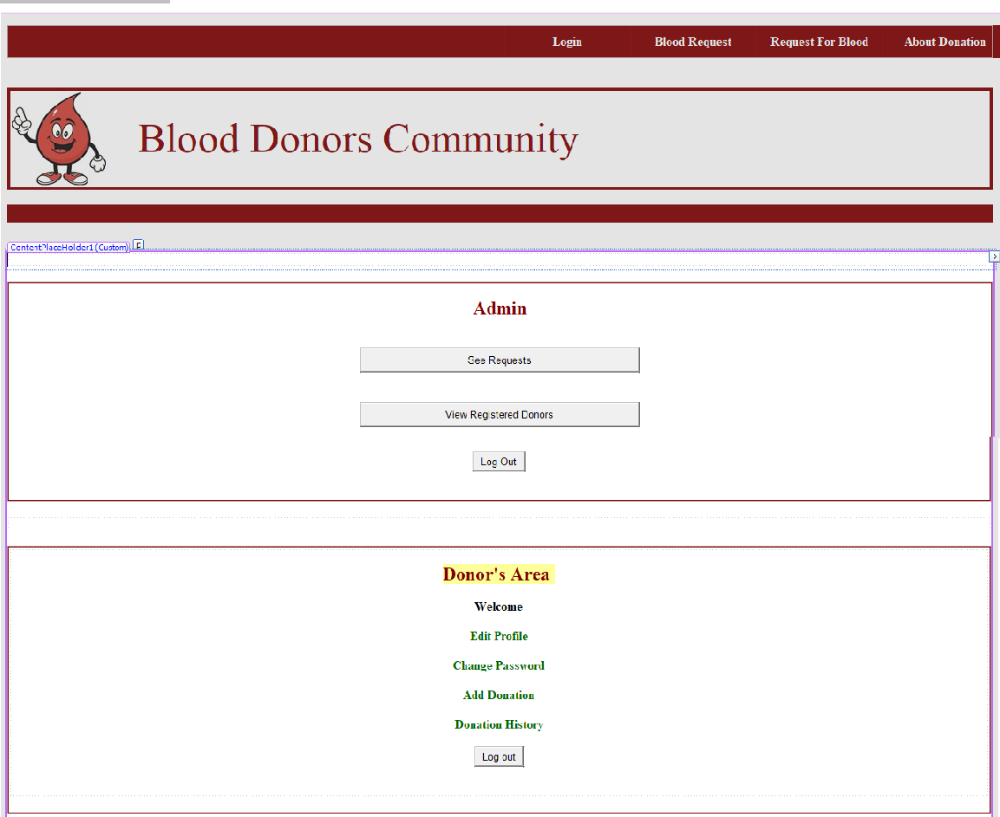 Login Blood Request Request For Blood About Donation
Blood Donors Community
ContentPlaceHolder1 (Custom)
Admin
See Requests
View Registered Donors
Log Out
Donor's Area
Welcome
Edit Profile
Change Password
Add Donation
Donation History
Log out